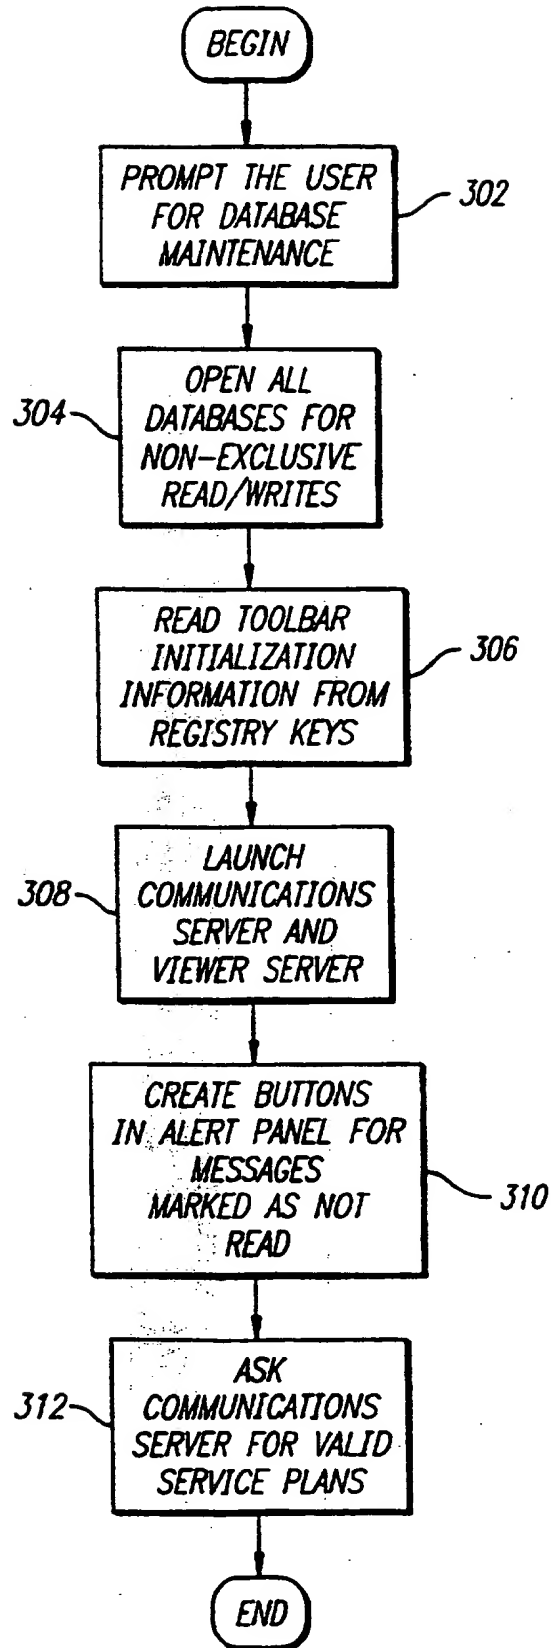 BEGIN
PROMPT THE USER
FOR DATABASE
MAINTENANCE
302
304
OPEN ALL
DATABASES FOR
NON-EXCLUSIVE
READ/WRITES
READ TOOLBAR
INITIALIZATION
INFORMATION FROM
REGISTRY KEYS
306
308
LAUNCH
COMMUNICATIONS
SERVER AND
VIEWER SERVER
CREATE BUTTONS
IN ALERT PANEL FOR
MESSAGES
MARKED AS NOT
READ
310
312
ASK
COMMUNICATIONS
SERVER FOR VALID
SERVICE PLANS
END